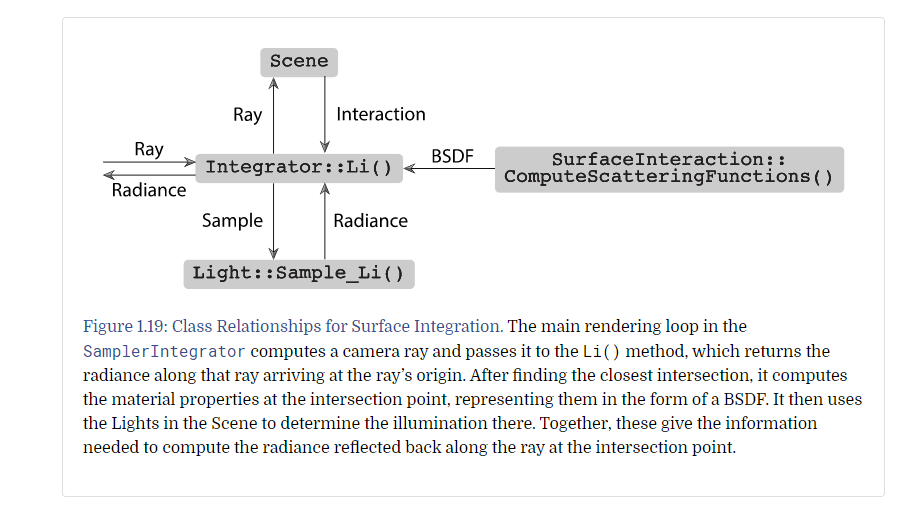 Scene
Ray
Interaction
Ray
Integrator::Li()
BSDF
SurfaceInteraction::
ComputeScatteringFunctions()
Radiance
Sample
Radiance
Light::Sample_Li()
Figure 1.19: Class Relationships for Surface Integration. The main rendering loop in the
SamplerIntegrator computes a camera ray and passes it to the Li() method, which returns the
radiance along that ray arriving at the ray’s origin. After finding the closest intersection, it computes
the material properties at the intersection point, representing them in the form of a BSDF. It then uses
the Lights in the Scene to determine the illumination there. Together, these give the information
needed to compute the radiance reflected back along the ray at the intersection point.